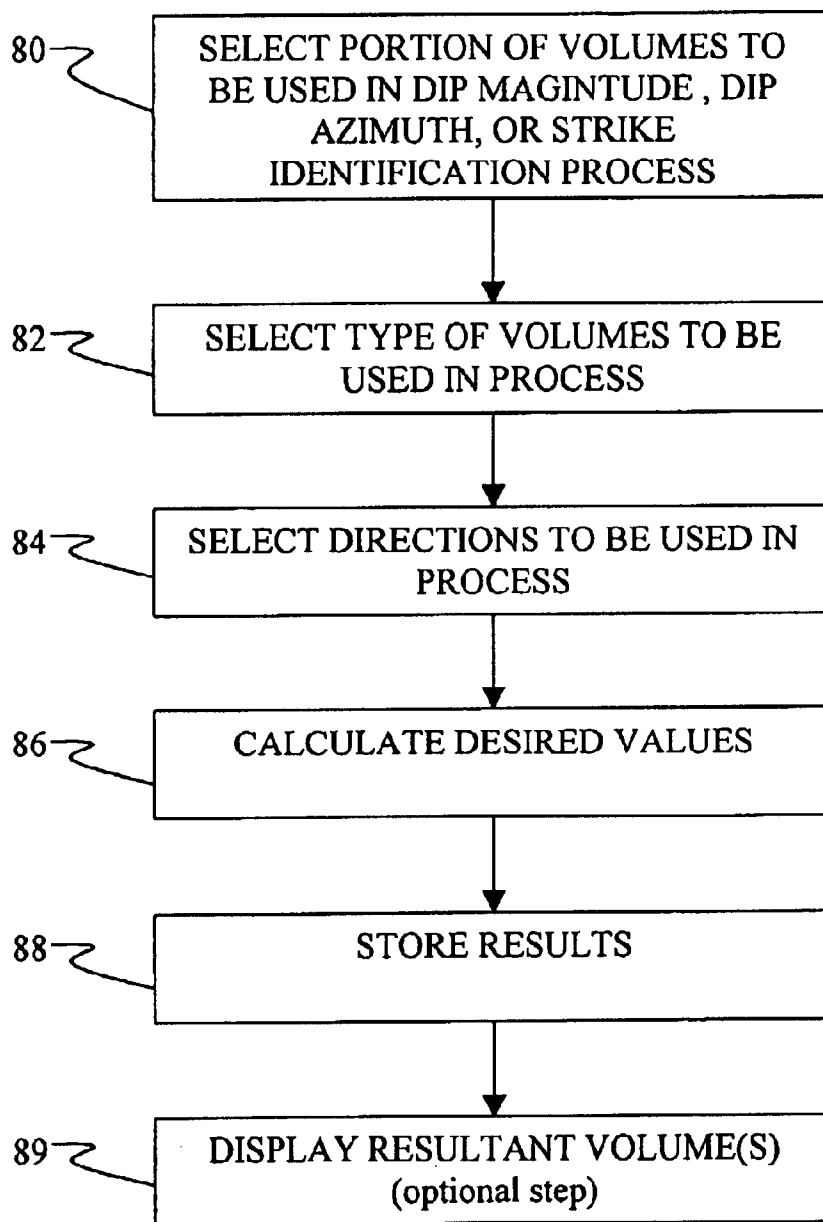 80
SELECT PORTION OF VOLUMES TO
BE USED IN DIP MAGINTUDE , DIP
AZIMUTH, OR STRIKE
IDENTIFICATION PROCESS
82
SELECT TYPE OF VOLUMES TO BE
USED IN PROCESS
84
SELECT DIRECTIONS TO BE USED IN
PROCESS
86
CALCULATE DESIRED VALUES
88
STORE RESULTS
89
DISPLAY RESULTANT VOLUME(S)
(optional step)